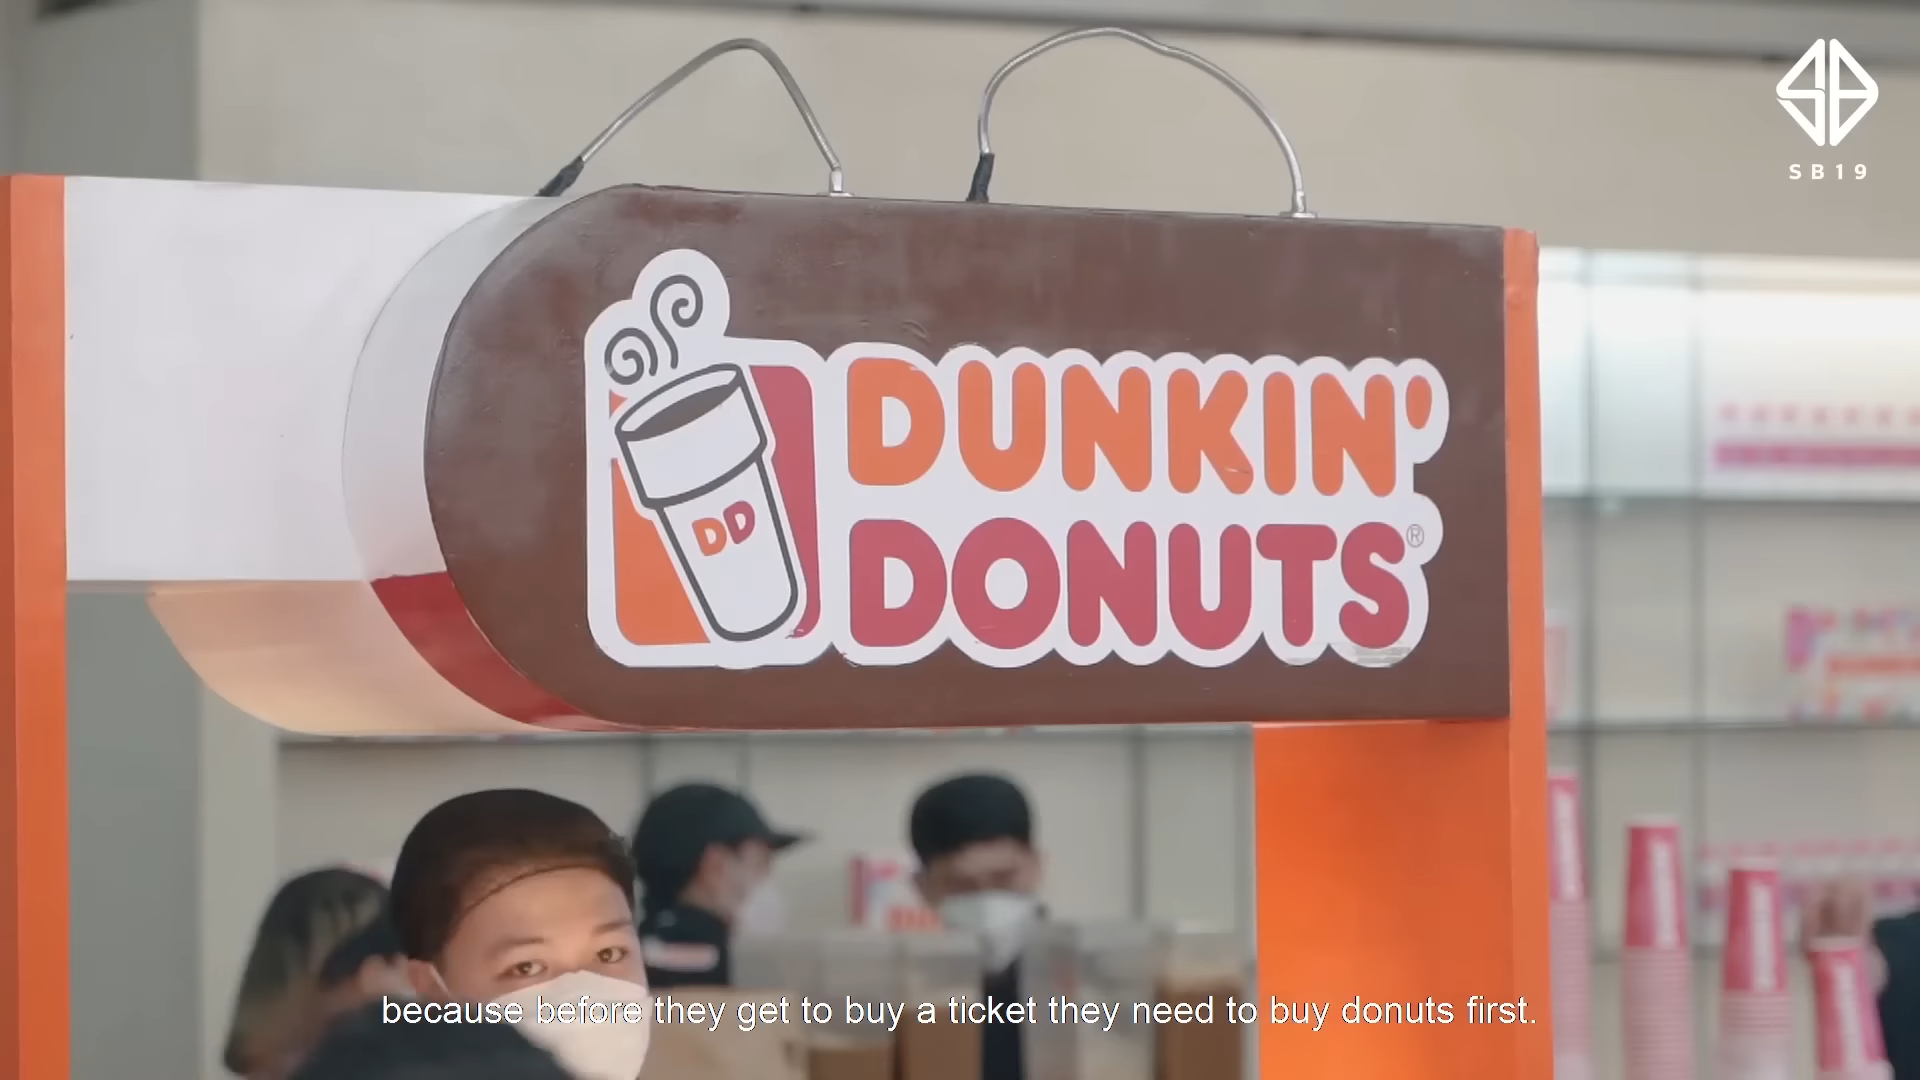 SB19
DUNKIN'
DONUTS®
DD
because before they get to buy a ticket they need to buy donuts first.